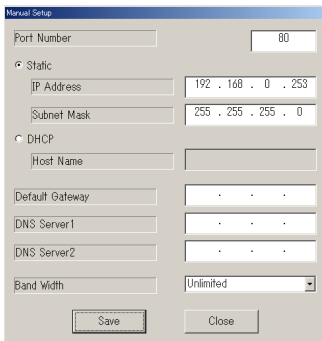 Manual Setup
Port Number 80
Static
IP Address 192 . 168 . 0 . 253
Subnet Mask 255 . 255 . 255 . 0
DHCP
Host Name
Default Gateway . . .
DNS Server1 . . .
DNS Server2 . . .
Band Width Unlimited
Save Close